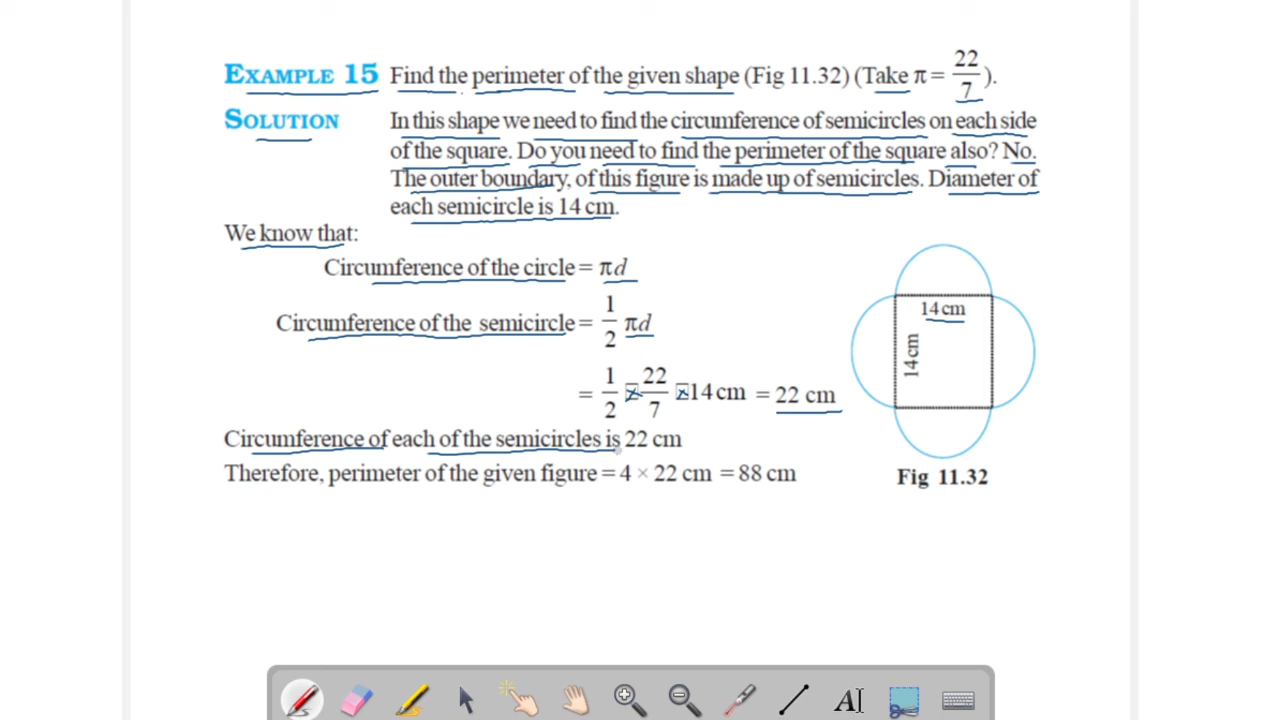 EXAMPLE 15 Find the perimeter of the given shape (Fig 11.32) (Take π = 22/7).
SOLUTION In this shape we need to find the circumference of semicircles on each side
of the square. Do you need to find the perimeter of the square also? No.
The outer boundary, of this figure is made up of semicircles. Diameter of
each semicircle is 14 cm.
We know that:
Circumference of the circle = πd
Circumference of the semicircle = 1/2 πd
= 1/2 × 22/7 × 14 cm = 22 cm
14 cm
14 cm
Circumference of each of the semicircles is 22 cm
Therefore, perimeter of the given figure = 4 × 22 cm = 88 cm
Fig 11.32
AI